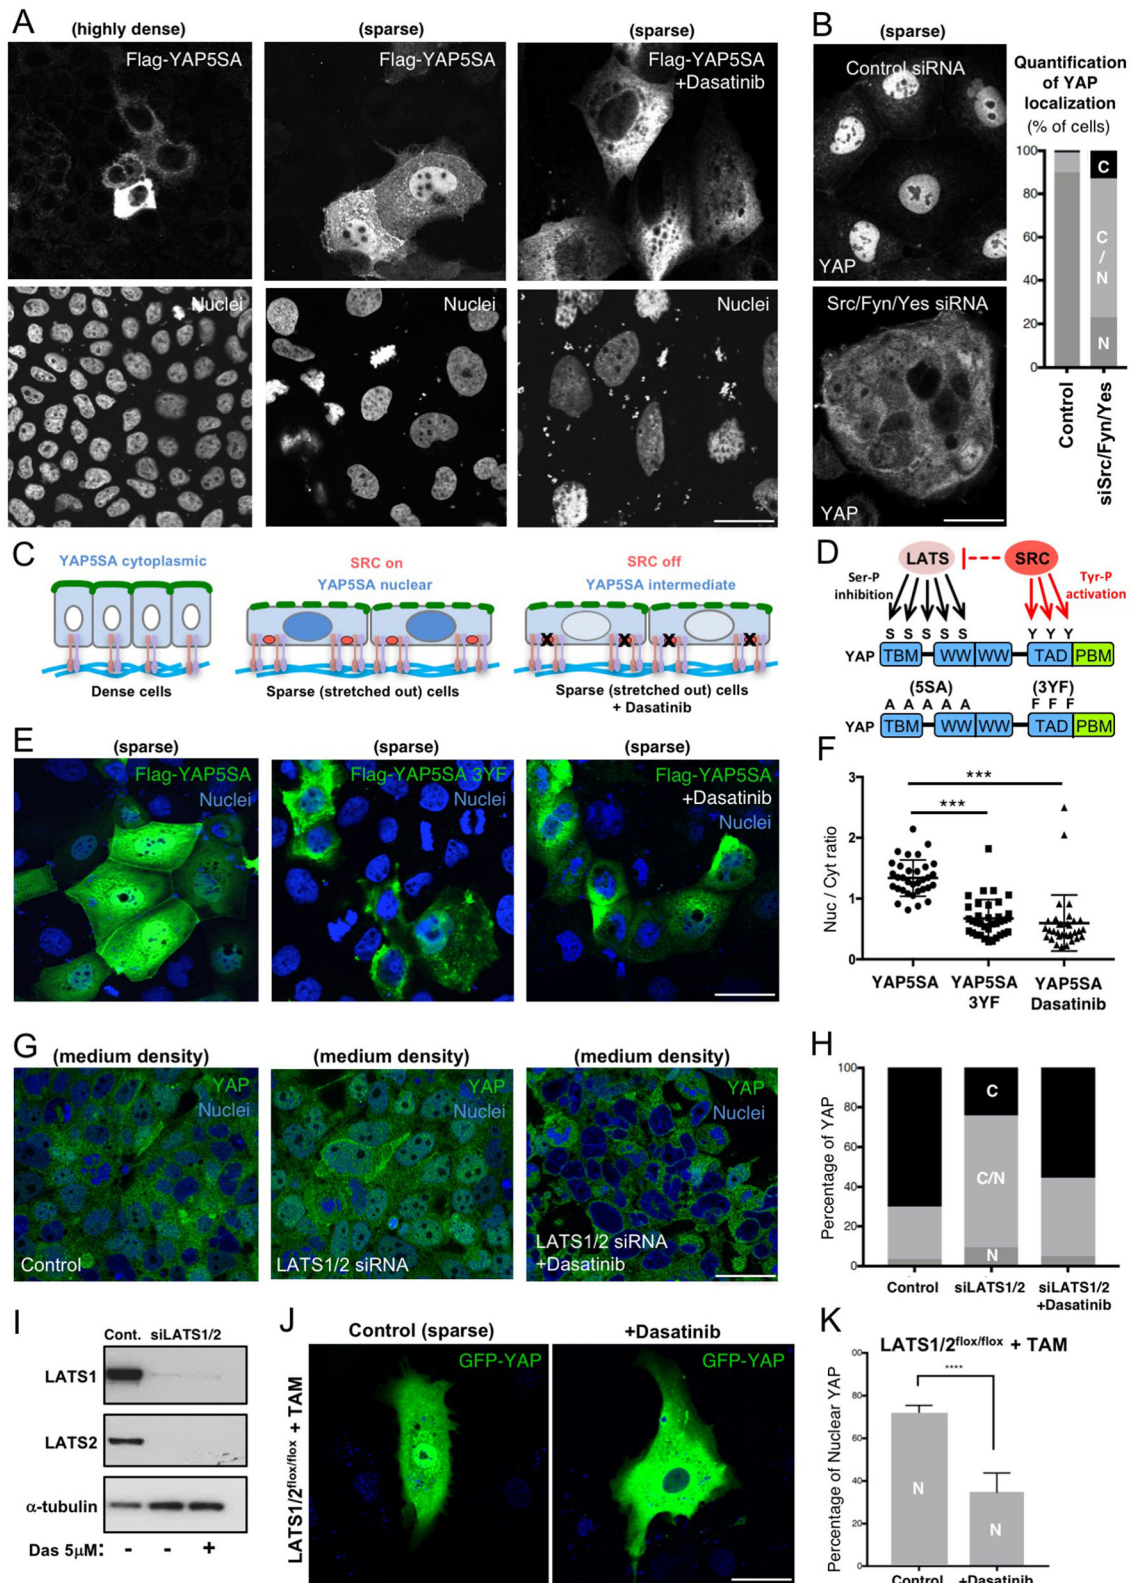 A
(highly dense)
(sparse)
(sparse)
Flag-YAP5SA
Flag-YAP5SA
Flag-YAP5SA
+Dasatinib
Nuclei
Nuclei
Nuclei
B
(sparse)
Control siRNA
YAP
Src/Fyn/Yes siRNA
YAP
Quantification
of YAP
localization
(% of cells)
100
80
60
40
20
0
C
C
/
N
N
Control
siSrc/Fyn/Yes
C
YAP5SA cytoplasmic
SRC on
YAP5SA nuclear
SRC off
YAP5SA intermediate
Dense cells
Sparse (stretched out) cells
Sparse (stretched out) cells
+ Dasatinib
D
LATS
SRC
Ser-P
inhibition
Tyr-P
activation
S S S S S
Y Y Y
YAP
TBM
WW
WW
TAD
PBM
(5SA)
(3YF)
A A A A A
F F F
YAP
TBM
WW
WW
TAD
PBM
E
(sparse)
(sparse)
(sparse)
Flag-YAP5SA
Nuclei
Flag-YAP5SA 3YF
Nuclei
Flag-YAP5SA
+Dasatinib
Nuclei
F
Nuc / Cyt ratio
3
2
1
0
***
***
YAP5SA
YAP5SA
3YF
YAP5SA
Dasatinib
G
(medium density)
(medium density)
(medium density)
YAP
Nuclei
Control
YAP
Nuclei
LATS1/2 siRNA
YAP
Nuclei
LATS1/2 siRNA
+Dasatinib
H
Percentage of YAP
100
80
60
40
20
0
C
C/N
N
Control
siLATS1/2
siLATS1/2
+Dasatinib
I
Cont. siLATS1/2
LATS1
LATS2
α-tubulin
Das 5μM: - - +
J
Control (sparse)
+Dasatinib
LATS1/2flox/flox + TAM
GFP-YAP
GFP-YAP
K
LATS1/2flox/flox + TAM
Percentage of Nuclear YAP
00
80
60
40
20
0
****
N
N
Control
+Dasatinib